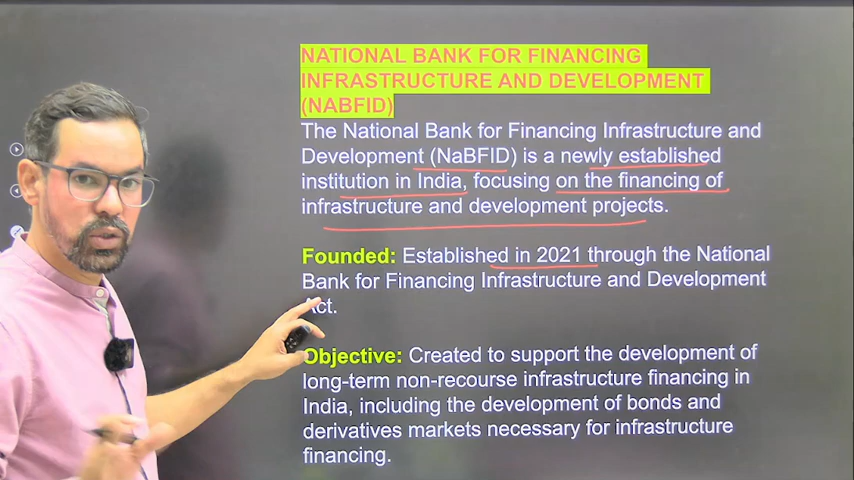 NATIONAL BANK FOR FINANCING
INFRASTRUCTURE AND DEVELOPMENT
(NABFID)
The National Bank for Financing Infrastructure and
Development (NaBFID) is a newly established
institution in India, focusing on the financing of
infrastructure and development projects.
Founded: Established in 2021 through the National
Bank for Financing Infrastructure and Development
Act.
Objective: Created to support the development of
long-term non-recourse infrastructure financing in
India, including the development of bonds and
derivatives markets necessary for infrastructure
financing.